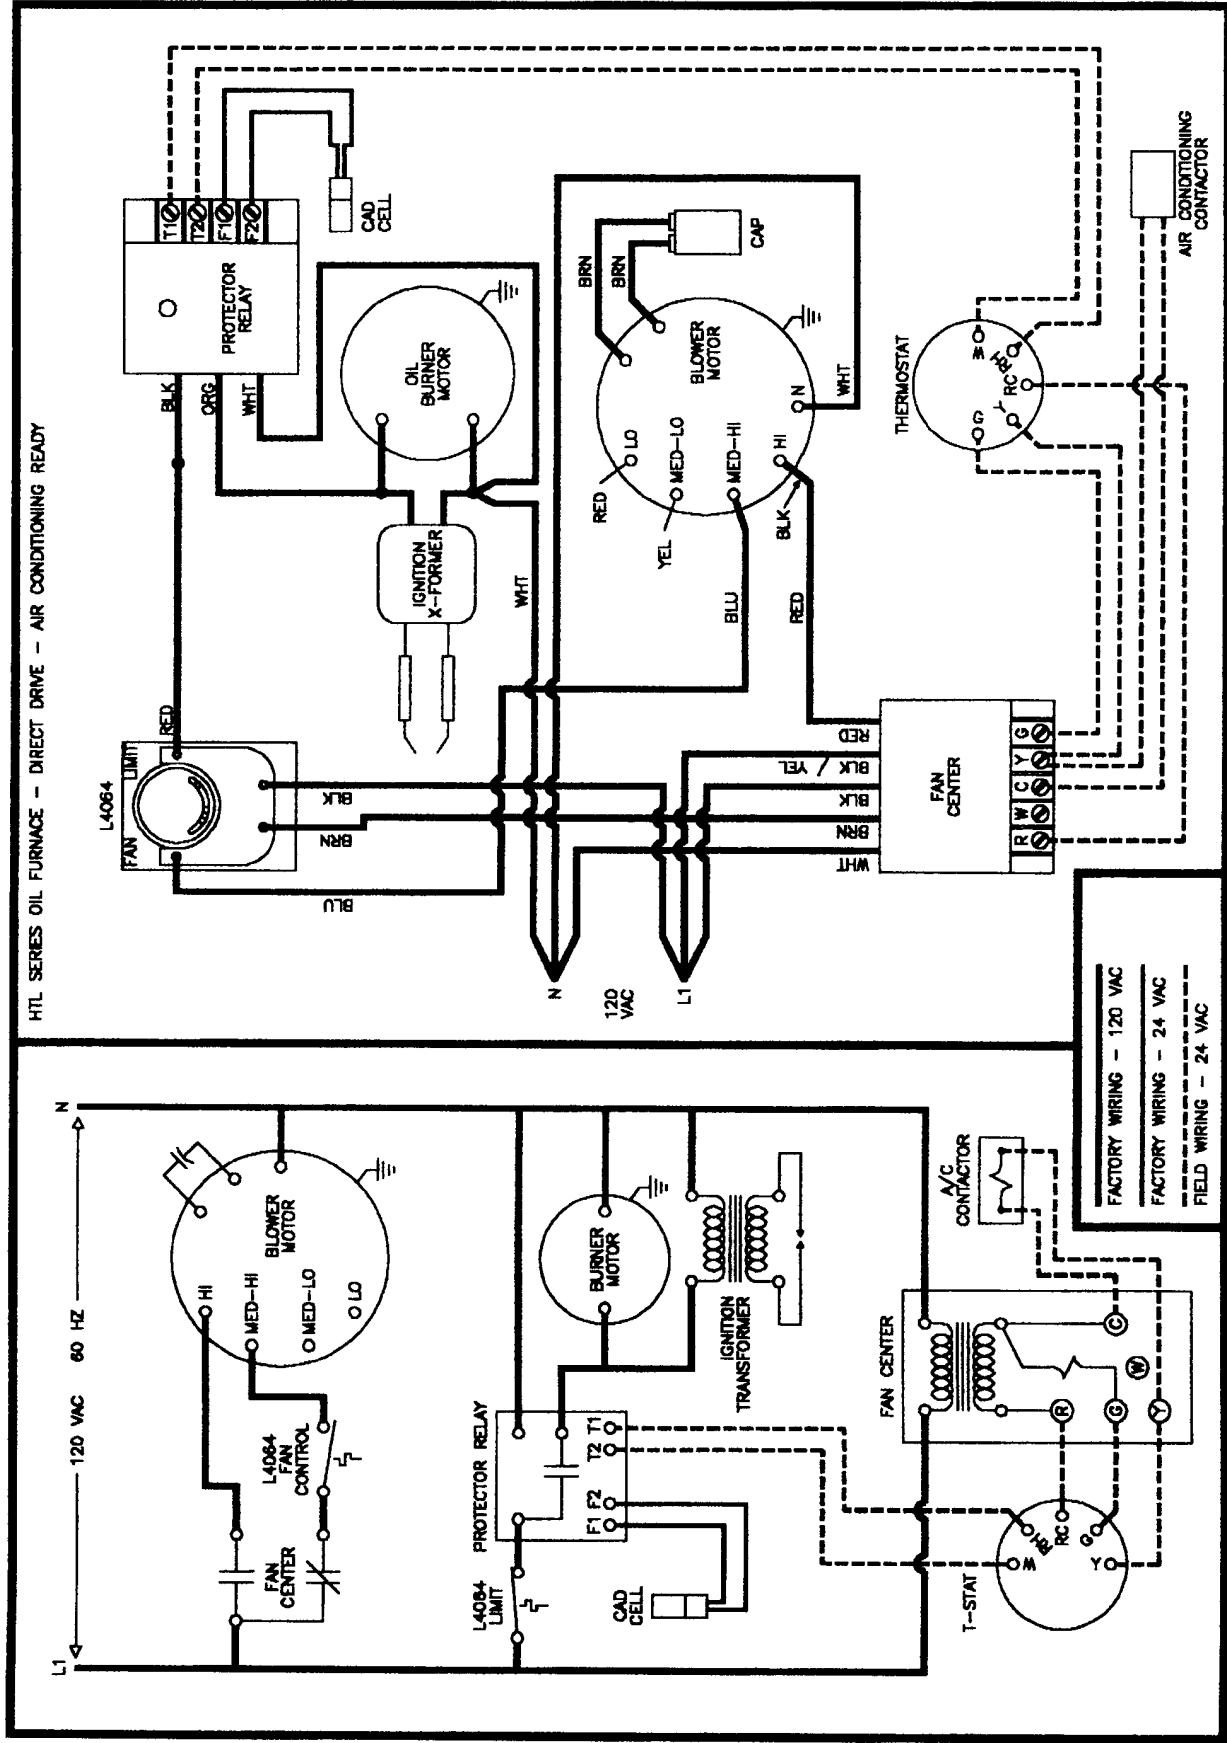 HTL SERIES OIL FURNACE - DIRECT DRIVE - AIR CONDITIONING READY
L4064
FAN
LIMIT
RED
BLK
ORG
WHT
PROTECTOR
RELAY
T1
T2
F1
F2
CAD
CELL
BLU
BRN
BLK
OIL
BURNER
MOTOR
IGNITION
X-FORMER
WHT
N
120
VAC
L1
BRN
BRN
CAP
BLOWER
MOTOR
LO
MED-LO
MED-HI
HI
N
RED
YEL
BLK
BLU
RED
WHT
WHT
BRN
BLK
BLK
YEL
RED
FAN
CENTER
R
W
C
Y
G
THERMOSTAT
G
Y
RC
RH
W
AIR CONDITIONING
CONTACTOR
L1
120 VAC 60 HZ
N
FAN
CENTER
L4064
FAN
CONTROL
HI
MED-HI
MED-LO
LO
BLOWER
MOTOR
L4064
LIMIT
PROTECTOR RELAY
F1
F2
T2
T1
CAD
CELL
BURNER
MOTOR
IGNITION
TRANSFORMER
FAN CENTER
R
G
Y
W
C
T-STAT
W
RH
RC
G
Y
A/C
CONTACTOR
FACTORY WIRING - 120 VAC
FACTORY WIRING - 24 VAC
FIELD WIRING - 24 VAC